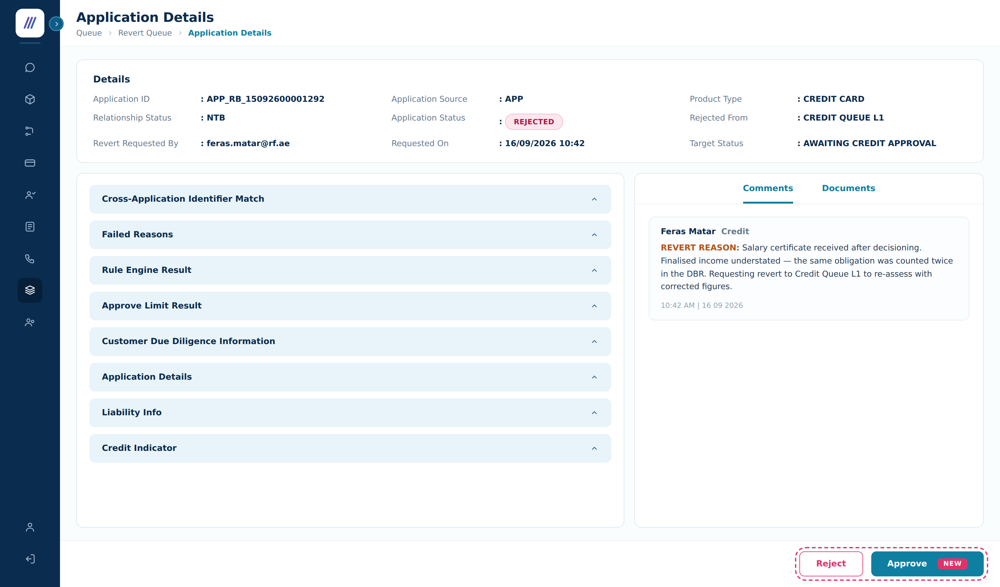 Application Details
Queue > Revert Queue > Application Details
Details
Application ID : APP_RB_15092600001292 Application Source : APP Product Type : CREDIT CARD
Relationship Status : NTB Application Status : REJECTED Rejected From : CREDIT QUEUE L1
Revert Requested By : feras.matar@rf.ae Requested On : 16/09/2026 10:42 Target Status : AWAITING CREDIT APPROVAL
Cross-Application Identifier Match
Failed Reasons
Rule Engine Result
Approve Limit Result
Customer Due Diligence Information
Application Details
Liability Info
Credit Indicator
Comments Documents
Feras Matar Credit
REVERT REASON: Salary certificate received after decisioning.
Finalised income understated — the same obligation was counted twice
in the DBR. Requesting revert to Credit Queue L1 to re-assess with
corrected figures.
10:42 AM | 16 09 2026
Reject Approve NEW